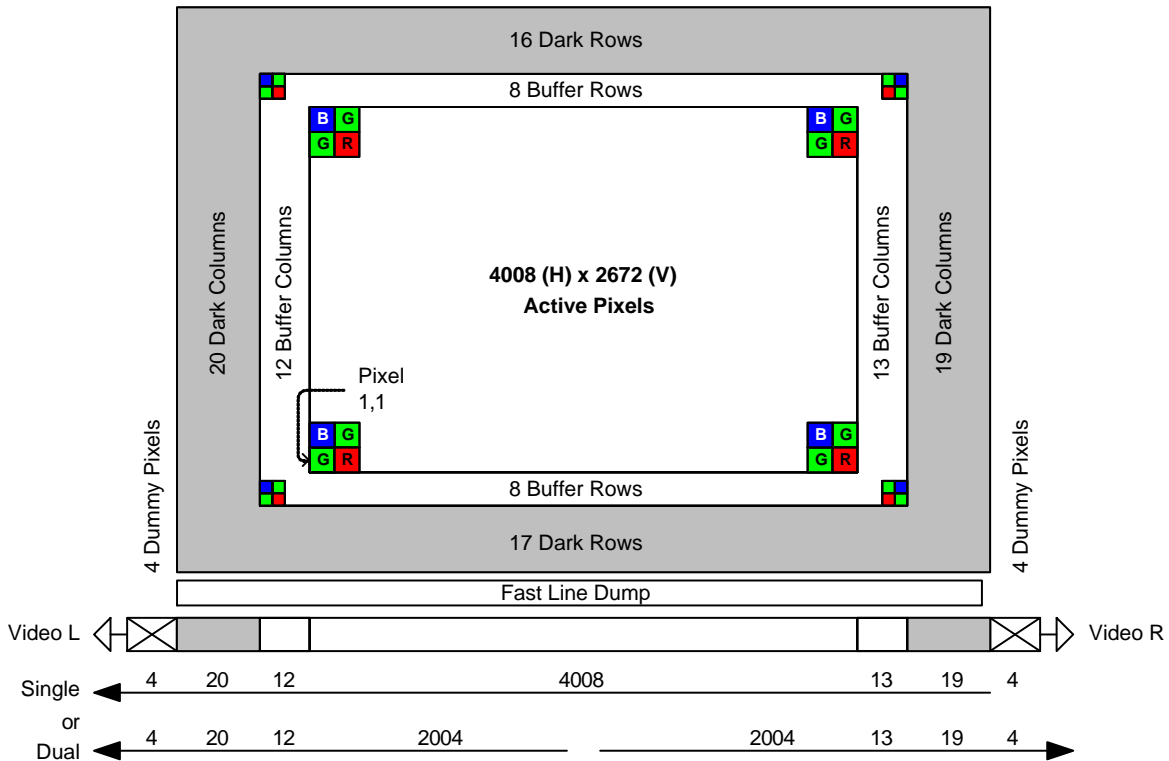 16 Dark Rows
8 Buffer Rows
B G
G R
B G
G R
20 Dark Columns
12 Buffer Columns
4008 (H) x 2672 (V)
Active Pixels
13 Buffer Columns
19 Dark Columns
Pixel
1,1
B G
G R
B G
G R
4 Dummy Pixels
8 Buffer Rows
4 Dummy Pixels
17 Dark Rows
Fast Line Dump
Video L
Video R
Single 4 20 12 4008 13 19 4
or
Dual 4 20 12 2004 2004 13 19 4